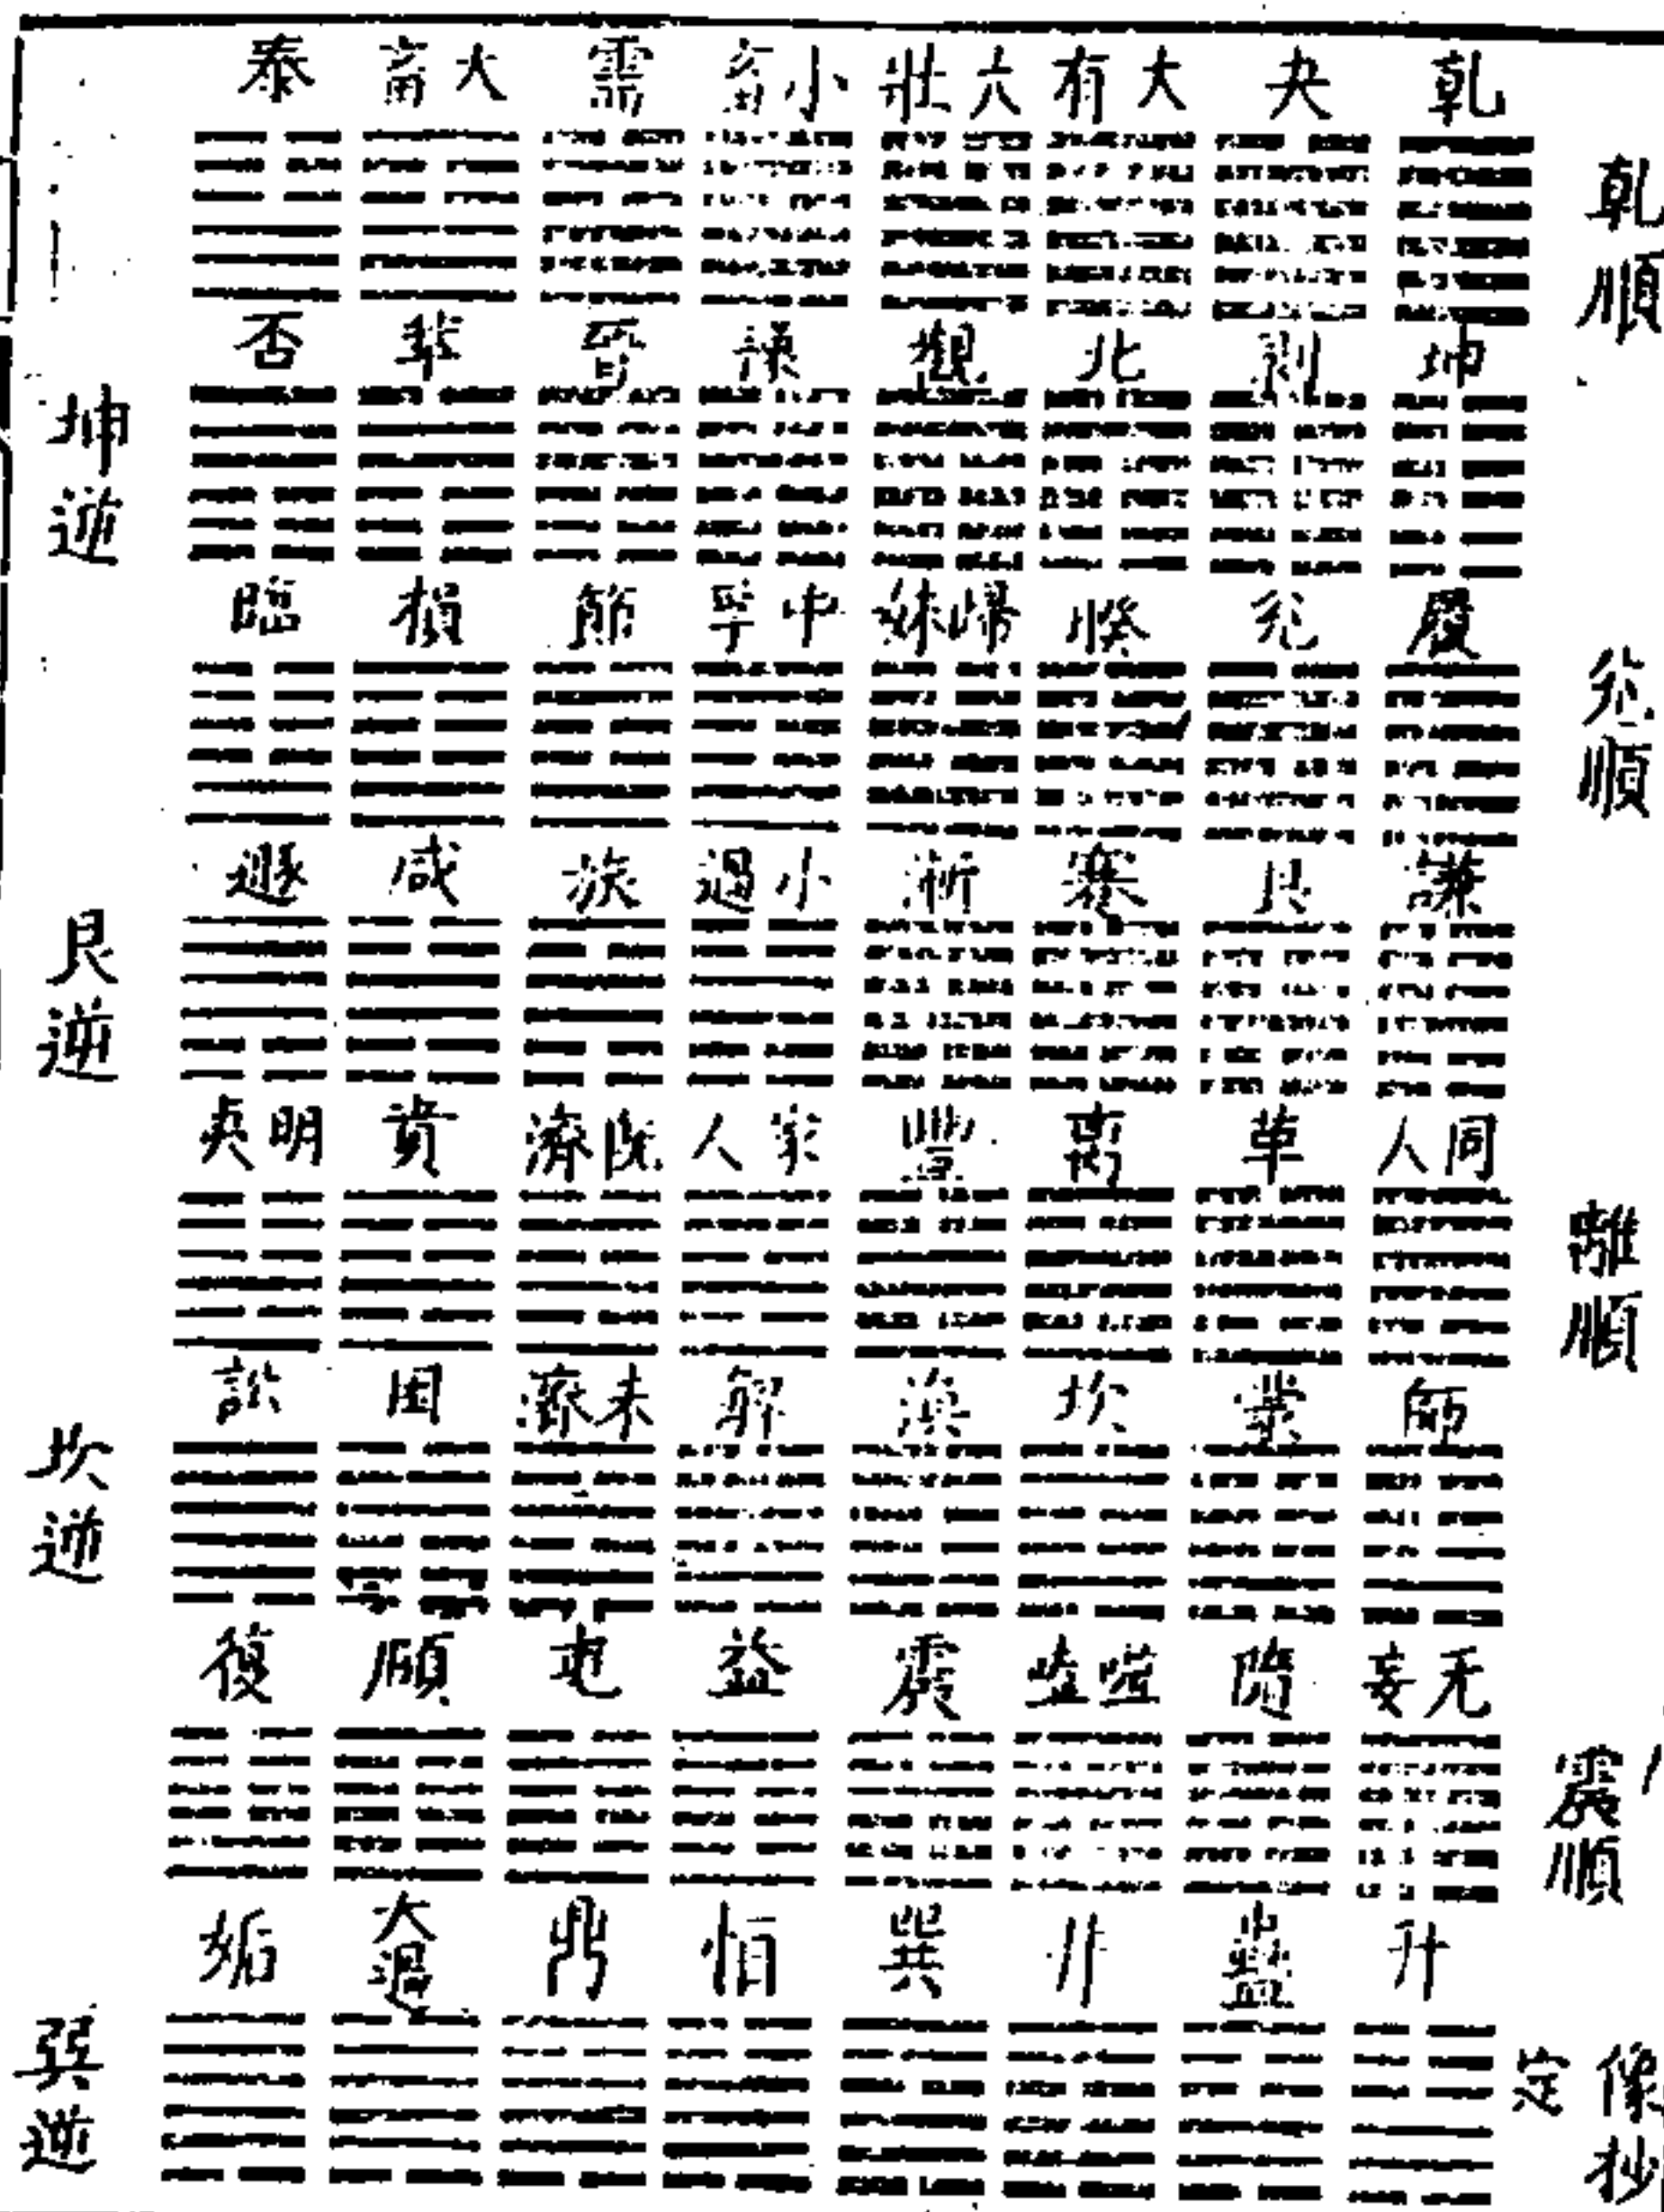 乾順
乾 夬 大有 大壯 小畜 需 大畜 泰
坤 剝 比 觀 豫 晉 萃 否
坤逆
兌順
履 兌 睽 歸妹 中孚 節 損 臨
謙 艮 蹇 漸 小過 旅 咸 遯
艮逆
離順
同人 革 离 豐 家人 既濟 賁 明夷
師 蒙 坎 渙 解 未濟 困 訟
坎逆
震順
无妄 隨 噬嗑 震 益 屯 頤 復
升 蠱 井 巽 恒 鼎 大過 姤
巽逆
像抄
定